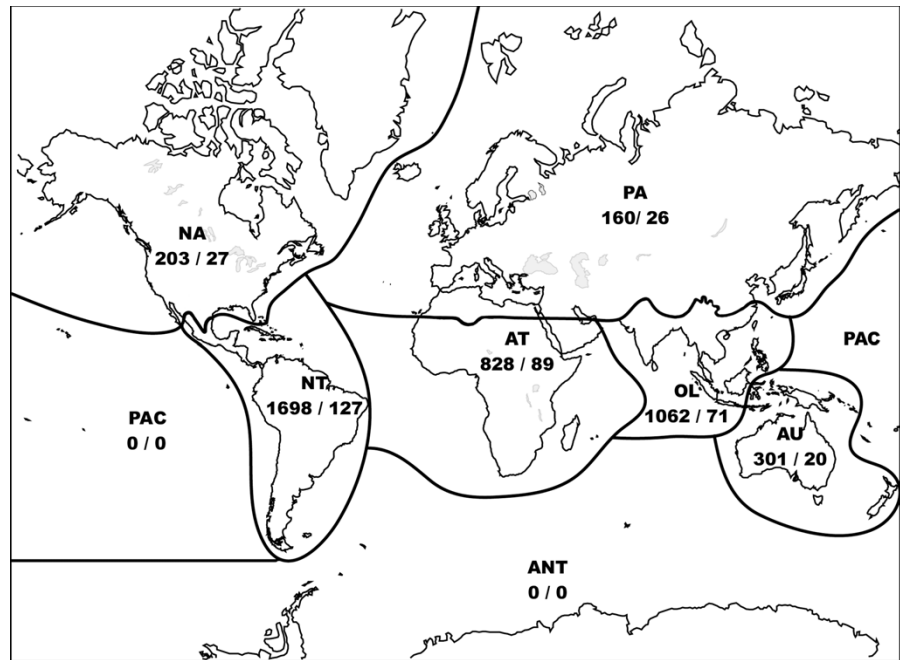 PA
160/ 26
NA
203 / 27
AT
828 / 89
PAC
NT
1698 / 127
OL
1062 / 71
PAC
0 / 0
AU
301 / 20
ANT
0 / 0